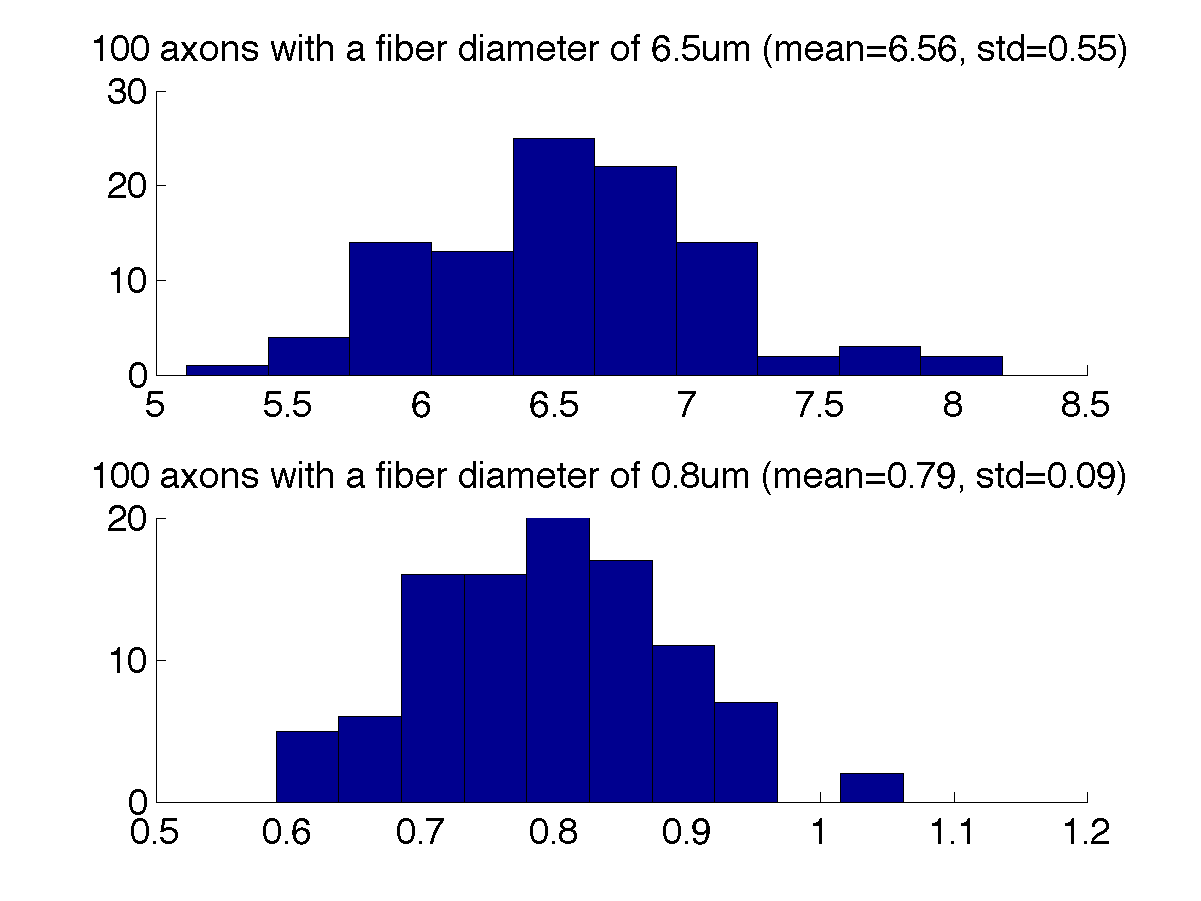 100 axons with a fiber diameter of 6.5um (mean=6.56, std=0.55)
30
20
10
0
5 5.5 6 6.5 7 7.5 8 8.5
100 axons with a fiber diameter of 0.8um (mean=0.79, std=0.09)
20
10
0
0.5 0.6 0.7 0.8 0.9 1 1.1 1.2